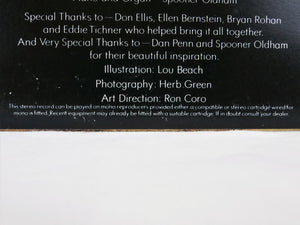 Piano and Organ — Spooner Oldham
Special Thanks to — Don Ellis, Ellen Bernstein, Bryan Rohan
and Eddie Tichner who helped bring it all together.
And Very Special Thanks to — Dan Penn and Spooner Oldham
for their beautiful inspiration.
Illustration: Lou Beach
Photography: Herb Green
Art Direction: Ron Coro
This stereo record can be played on mono reproducers provided either a compatible or stereo cartridge wired for
mono is fitted. Recent equipment may already be fitted with a suitable cartridge. If in doubt consult your dealer.